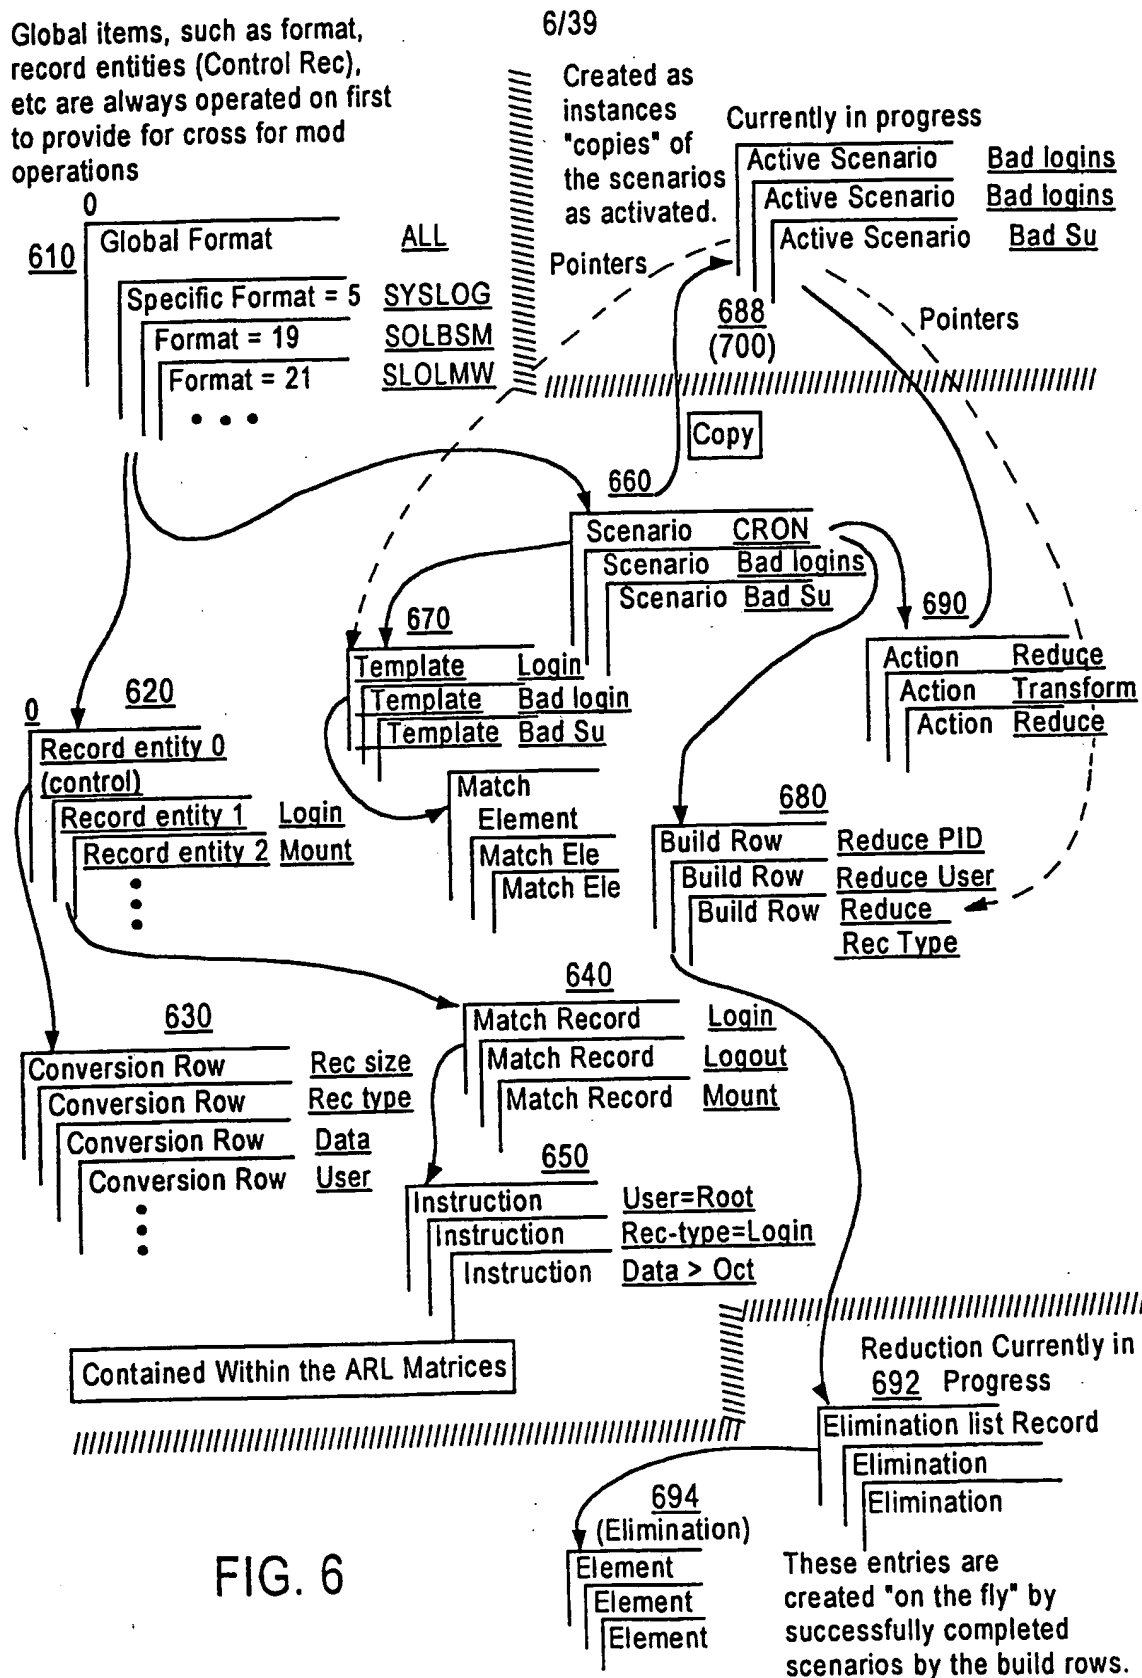 6/39
Global items, such as format,
record entities (Control Rec),
etc are always operated on first
to provide for cross for mod
operations
Created as
instances
"copies" of
the scenarios
as activated.
Currently in progress
Active Scenario Bad logins
Active Scenario Bad logins
Active Scenario Bad Su
688
(700)
Pointers
Pointers
0
610
Global Format ALL
Specific Format = 5 SYSLOG
Format = 19 SOLBSM
Format = 21 SLOLMW
Copy
660
Scenario CRON
Scenario Bad logins
Scenario Bad Su
690
Action Reduce
Action Transform
Action Reduce
670
Template Login
Template Bad login
Template Bad Su
Match
Element
Match Ele
Match Ele
0
620
Record entity 0
(control)
Record entity 1 Login
Record entity 2 Mount
680
Build Row Reduce PID
Build Row Reduce User
Build Row Reduce
Rec Type
640
Match Record Login
Match Record Logout
Match Record Mount
630
Conversion Row Rec size
Conversion Row Rec type
Conversion Row Data
Conversion Row User
650
Instruction User=Root
Instruction Rec-type=Login
Instruction Data > Oct
Contained Within the ARL Matrices
Reduction Currently in
692 Progress
Elimination list Record
Elimination
Elimination
694
(Elimination)
Element
Element
Element
These entries are
created "on the fly" by
successfully completed
scenarios by the build rows.
FIG. 6